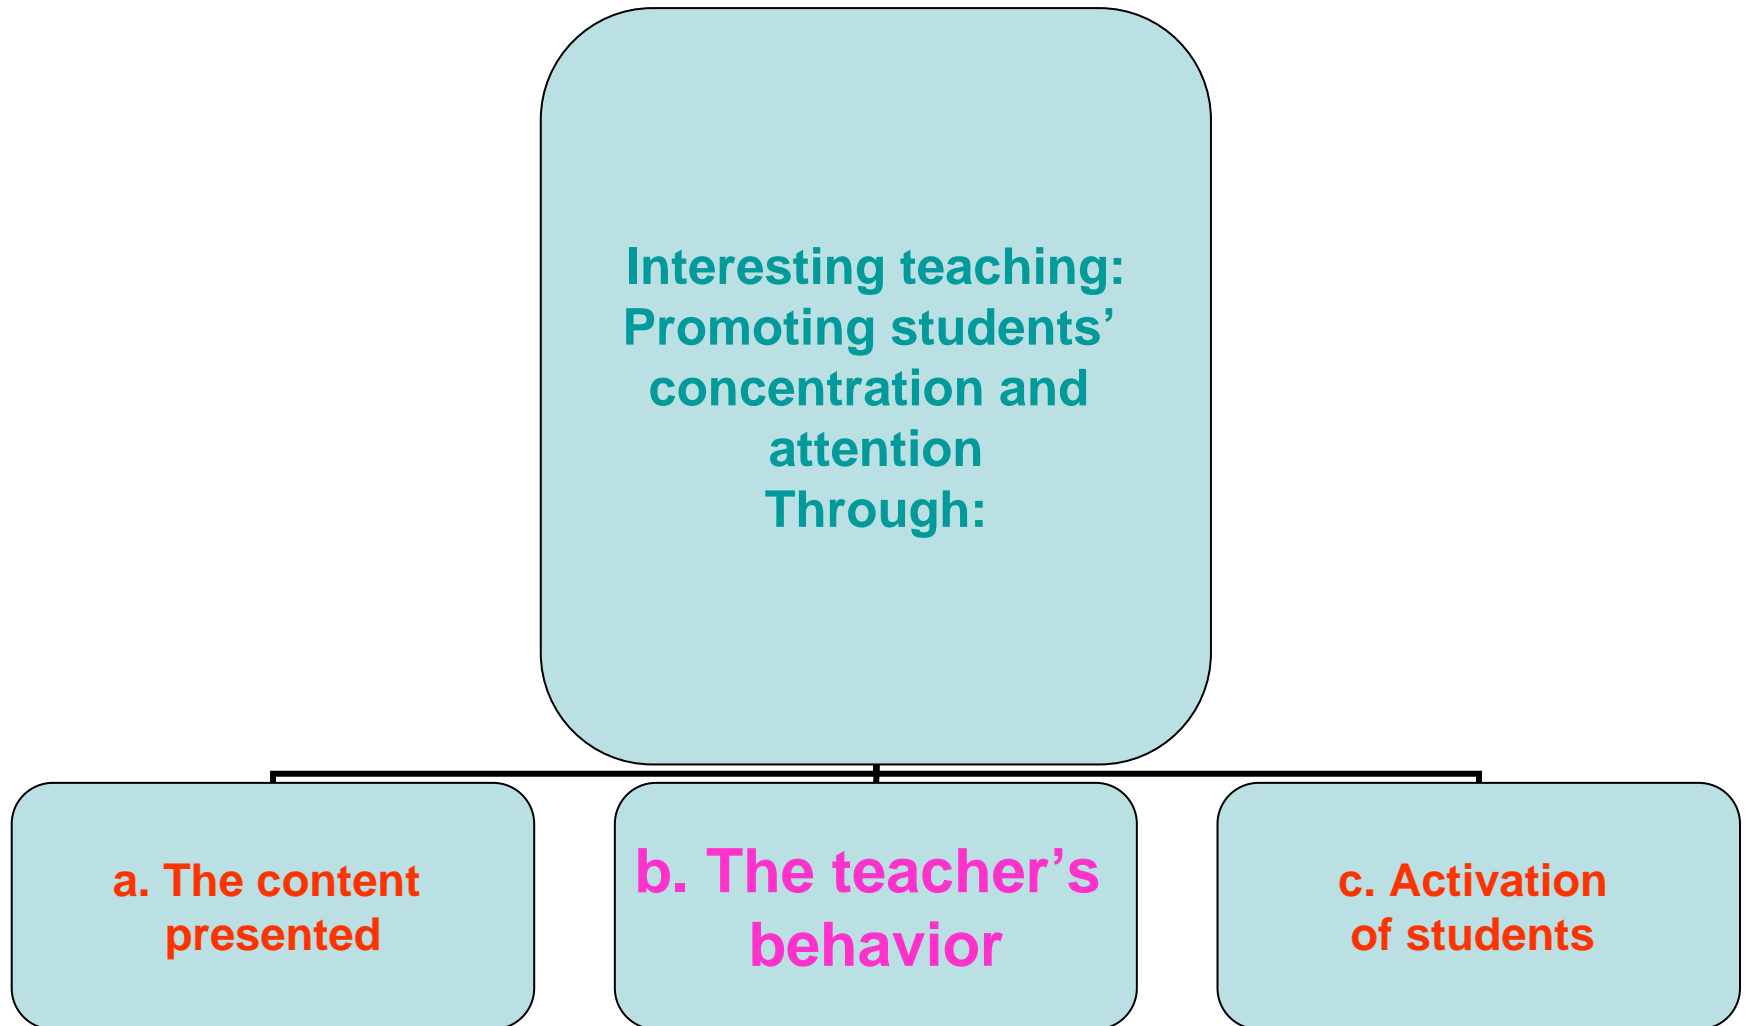 Interesting teaching:
Promoting students’
concentration and
attention
Through:
a. The content
presented
b. The teacher’s
behavior
c. Activation
of students